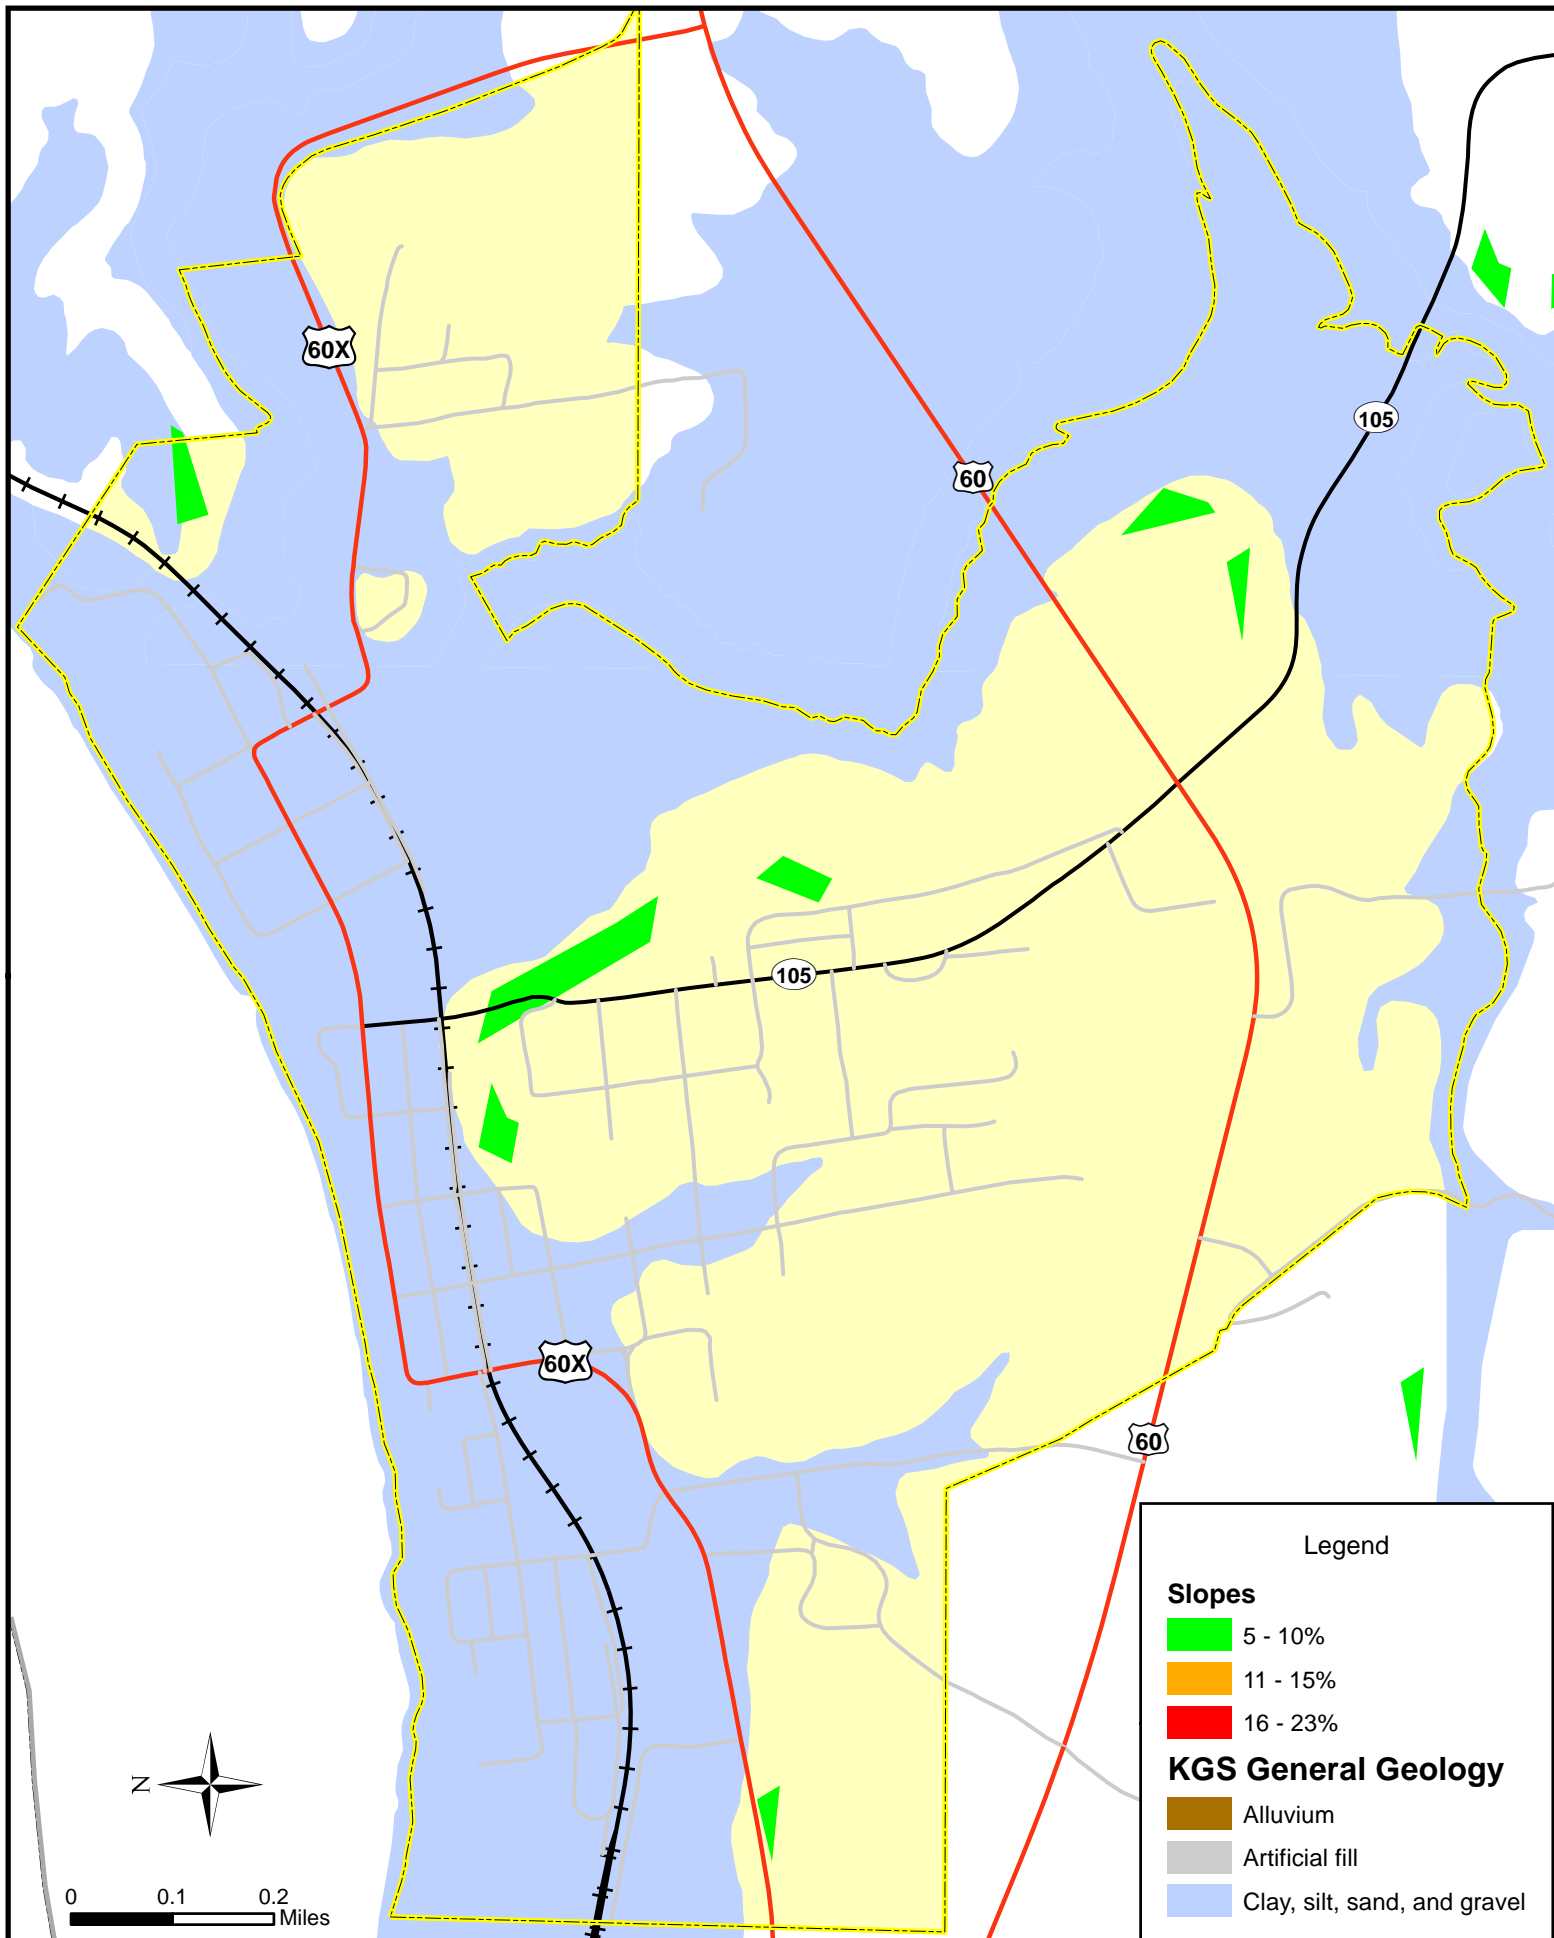 60X
105
60
105
60X
60
Legend
Slopes
5 - 10%
11 - 15%
16 - 23%
KGS General Geology
Alluvium
Artificial fill
Clay, silt, sand, and gravel
N
0 0.1 0.2
Miles